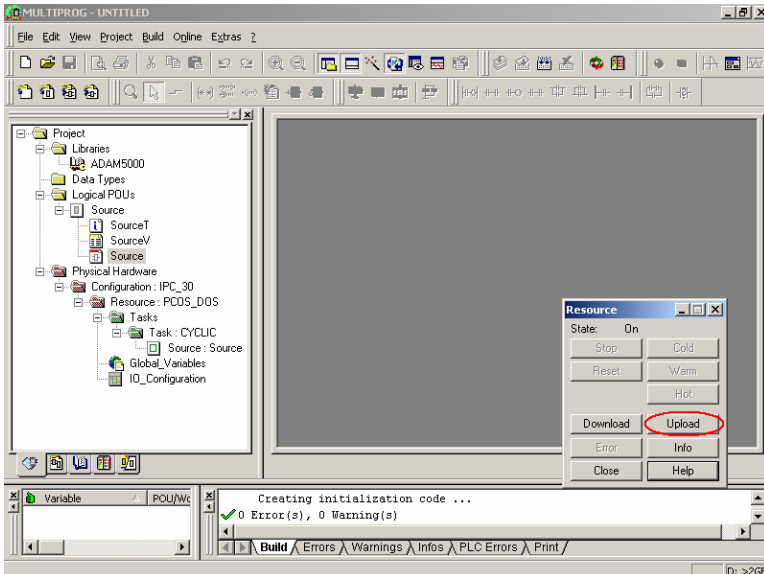 MULTIPROG - UNTITLED
File Edit View Project Build Online Extras ?
Project
Libraries
ADAM5000
Data Types
Logical POUs
Source
SourceT
SourceV
Source
Physical Hardware
Configuration : IPC_30
Resource : PCOS_DOS
Tasks
Task : CYCLIC
Source : Source
Global_Variables
IO_Configuration
Resource
State: On
Stop Cold
Reset Warm
Hot
Download Upload
Error Info
Close Help
Variable POU/Wo
Creating initialization code ...
0 Error(s), 0 Warning(s)
Build Errors Warnings Infos PLC Errors Print
D: >2GB